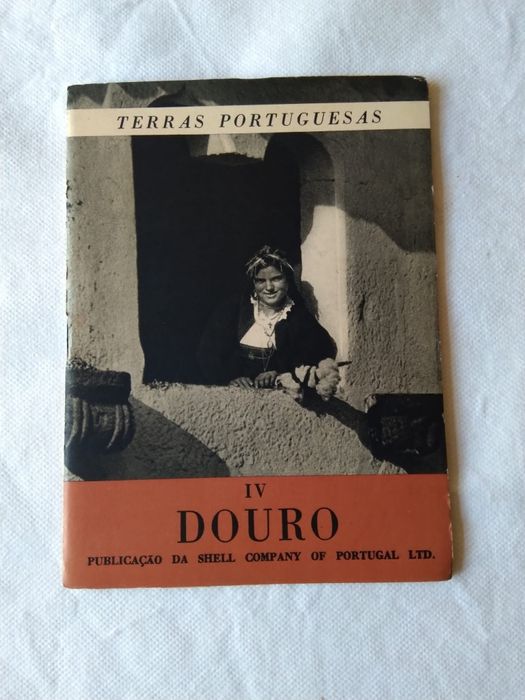 TERRAS PORTUGUESAS
IV
DOURO
PUBLICAÇÃO DA SHELL COMPANY OF PORTUGAL LTD.